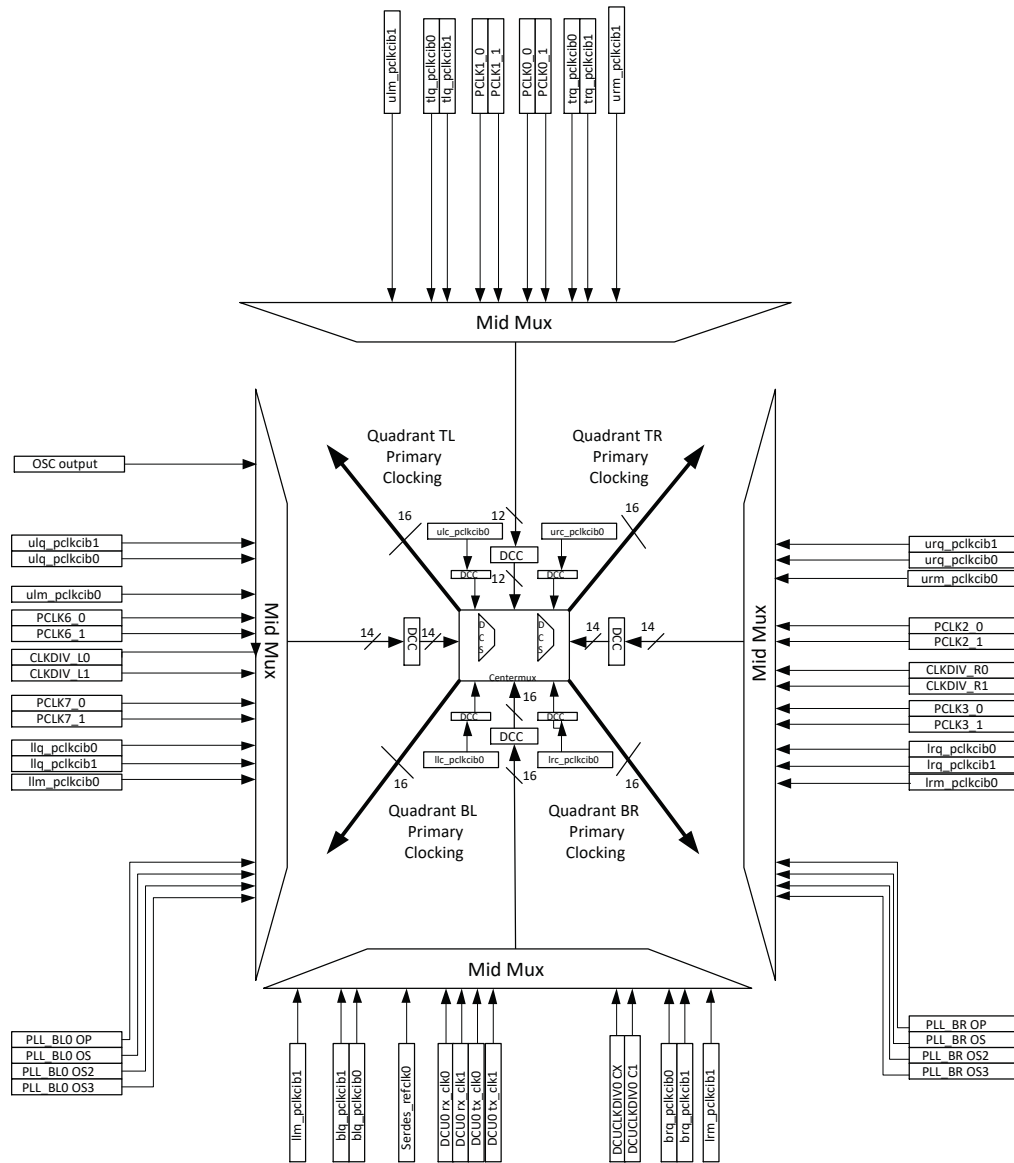 ulm_pclkcib1
tlq_pclkcib0
tlq_pclkcib1
PCLK1_0
PCLK1_1
PCLK0_0
PCLK0_1
trq_pclkcib0
trq_pclkcib1
urm_pclkcib1
Mid Mux
Quadrant TL
Primary
Clocking
Quadrant TR
Primary
Clocking
OSC output
16
12
16
ulc_pclkcib0
urc_pclkcib0
ulq_pclkcib1
ulq_pclkcib0
urq_pclkcib1
urq_pclkcib0
urm_pclkcib0
DCC
DCC
12
DCC
ulm_pclkcib0
PCLK6_0
PCLK6_1
Mid Mux
14
DCC
14
DCS
DCS
14
DCC
14
Mid Mux
PCLK2_0
PCLK2_1
CLKDIV_L0
CLKDIV_L1
Centermux
CLKDIV_R0
CLKDIV_R1
16
PCLK7_0
PCLK7_1
DCC
DCC
DCC
PCLK3_0
PCLK3_1
llq_pclkcib0
llq_pclkcib1
llm_pclkcib0
llc_pclkcib0
lrc_pclkcib0
lrq_pclkcib0
lrq_pclkcib1
lrm_pclkcib0
16
16
16
Quadrant BL
Primary
Clocking
Quadrant BR
Primary
Clocking
Mid Mux
PLL_BL0 OP
PLL_BL0 OS
PLL_BL0 OS2
PLL_BL0 OS3
PLL_BR OP
PLL_BR OS
PLL_BR OS2
PLL_BR OS3
llm_pclkcib1
blq_pclkcib1
blq_pclkcib0
Serdes_refclk0
DCU0 rx_clk0
DCU0 rx_clk1
DCU0 tx_clk0
DCU0 tx_clk1
DCUCLKDIV0 CX
DCUCLKDIV0 C1
brq_pclkcib0
brq_pclkcib1
lrm_pclkcib1